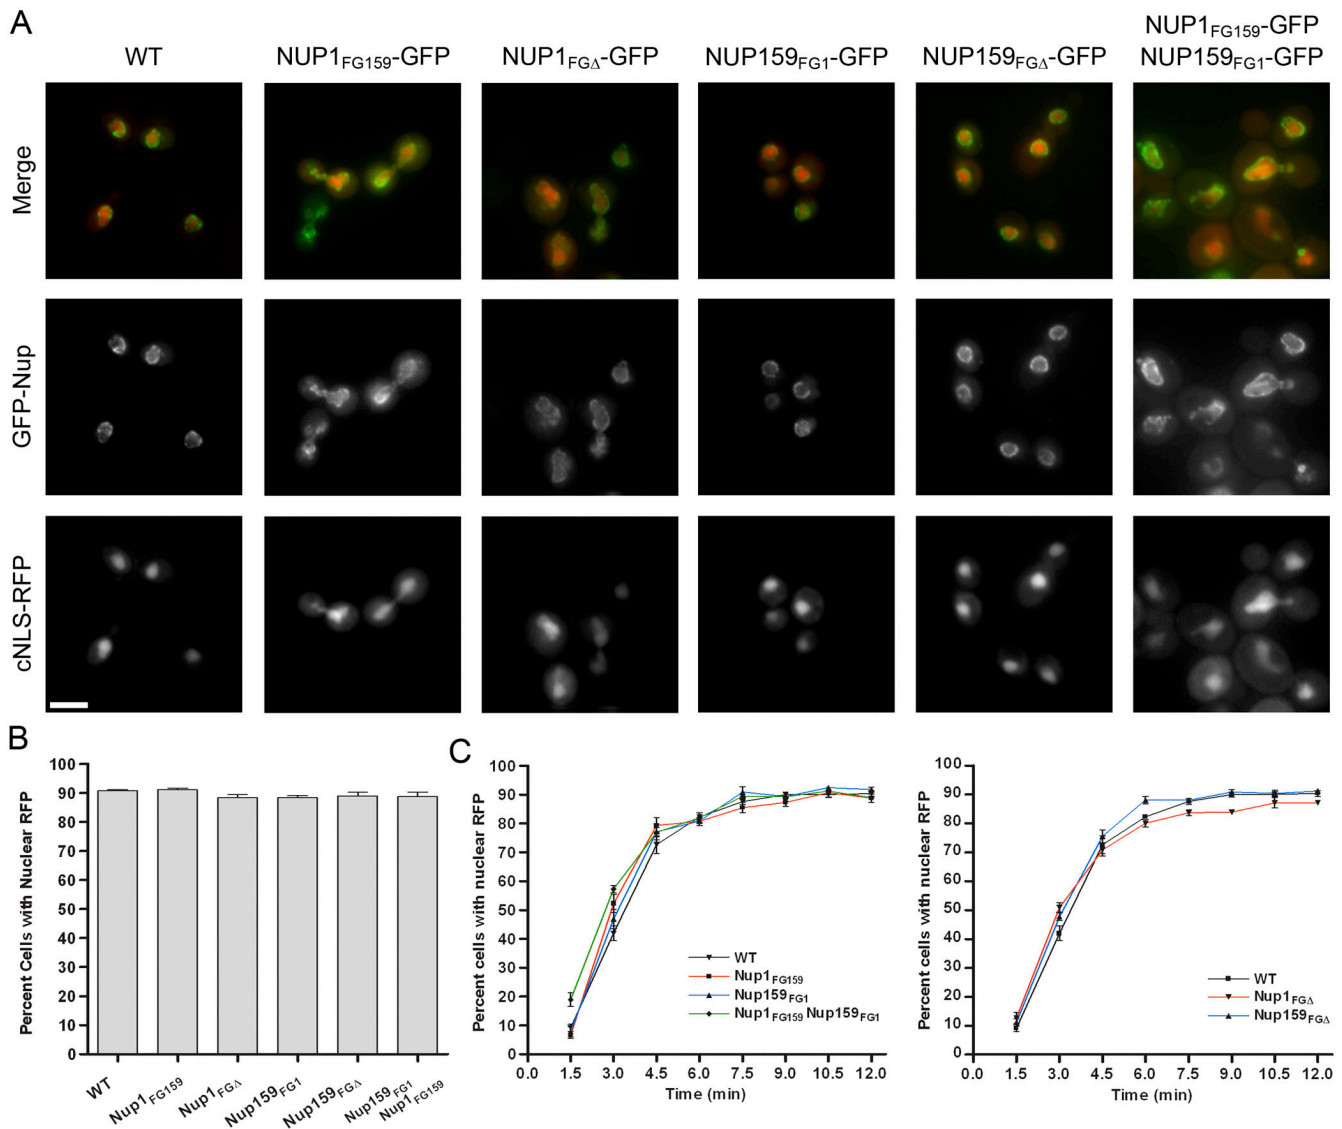 A
WT
NUP1FG159-GFP
NUP1FGΔ-GFP
NUP159FG1-GFP
NUP159FGΔ-GFP
NUP1FG159-GFP
NUP159FG1-GFP
Merge
GFP-Nup
cNLS-RFP
B
Percent Cells with Nuclear RFP
100
90
80
70
60
50
40
30
20
10
0
WT
Nup1FG159
Nup1FGΔ
Nup159FG1
Nup159FGΔ
Nup159FG1
Nup1FG159
C
Percent cells with nuclear RFP
100
90
80
70
60
50
40
30
20
10
0
WT
Nup1FG159
Nup159FG1
Nup1FG159 Nup159FG1
0.0 1.5 3.0 4.5 6.0 7.5 9.0 10.5 12.0
Time (min)
Percent cells with nuclear RFP
100
90
80
70
60
50
40
30
20
10
0
WT
Nup1FGΔ
Nup159FGΔ
0.0 1.5 3.0 4.5 6.0 7.5 9.0 10.5 12.0
Time (min)